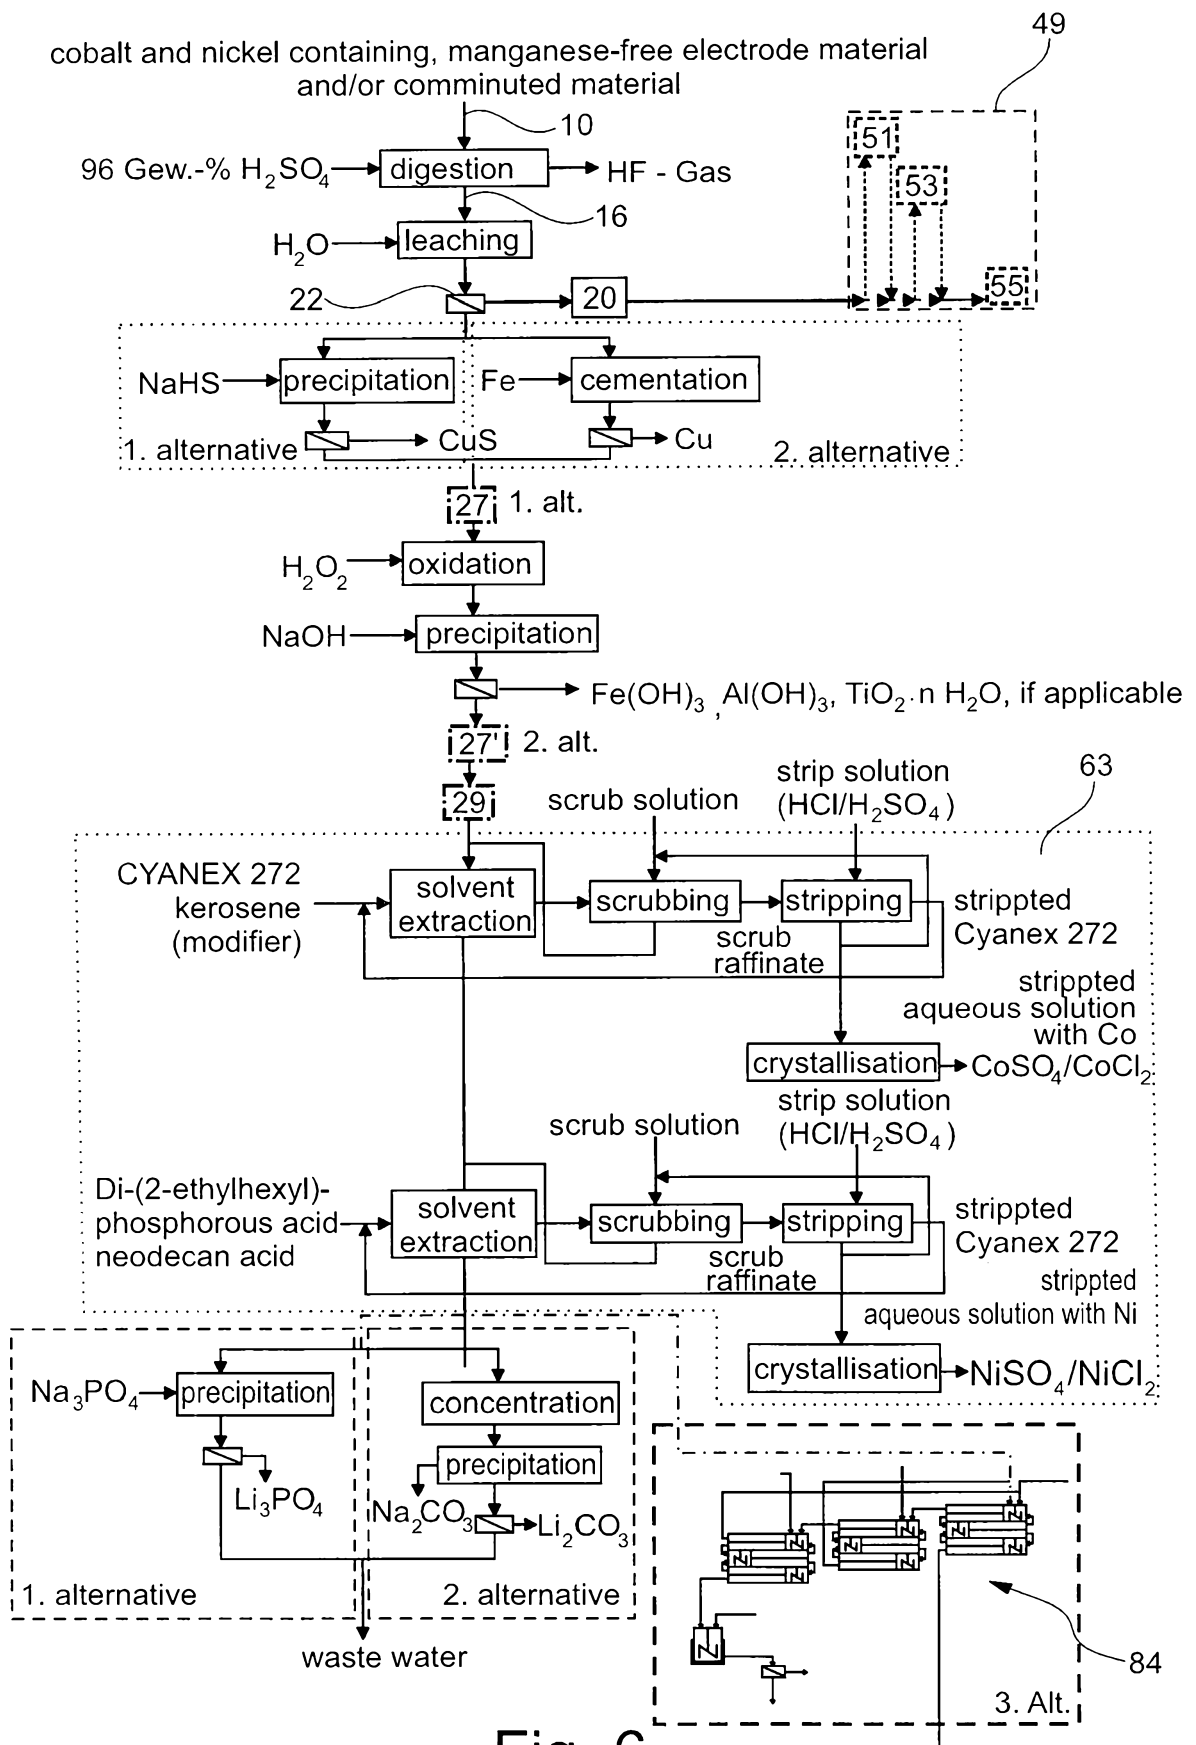 49
cobalt and nickel containing, manganese-free electrode material
and/or comminuted material
10
51
96 Gew.-% H₂SO₄
digestion
HF - Gas
53
16
H₂O
leaching
22
20
55
NaHS
precipitation
Fe
cementation
1. alternative
CuS
Cu
2. alternative
27
1. alt.
H₂O₂
oxidation
NaOH
precipitation
Fe(OH)₃ , Al(OH)₃, TiO₂·n H₂O, if applicable
27'
2. alt.
29
63
scrub solution
strip solution
(HCl/H₂SO₄)
CYANEX 272
kerosene
(modifier)
solvent
extraction
scrubbing
stripping
strippted
Cyanex 272
scrub
raffinate
strippted
aqueous solution
with Co
crystallisation
CoSO₄/CoCl₂
scrub solution
strip solution
(HCl/H₂SO₄)
Di-(2-ethylhexyl)-
phosphorous acid
neodecan acid
solvent
extraction
scrubbing
stripping
strippted
Cyanex 272
scrub
raffinate
strippted
aqueous solution with Ni
crystallisation
NiSO₄/NiCl₂
Na₃PO₄
precipitation
concentration
Li₃PO₄
precipitation
Na₂CO₃
Li₂CO₃
1. alternative
2. alternative
waste water
84
3. Alt.
Fig. 6